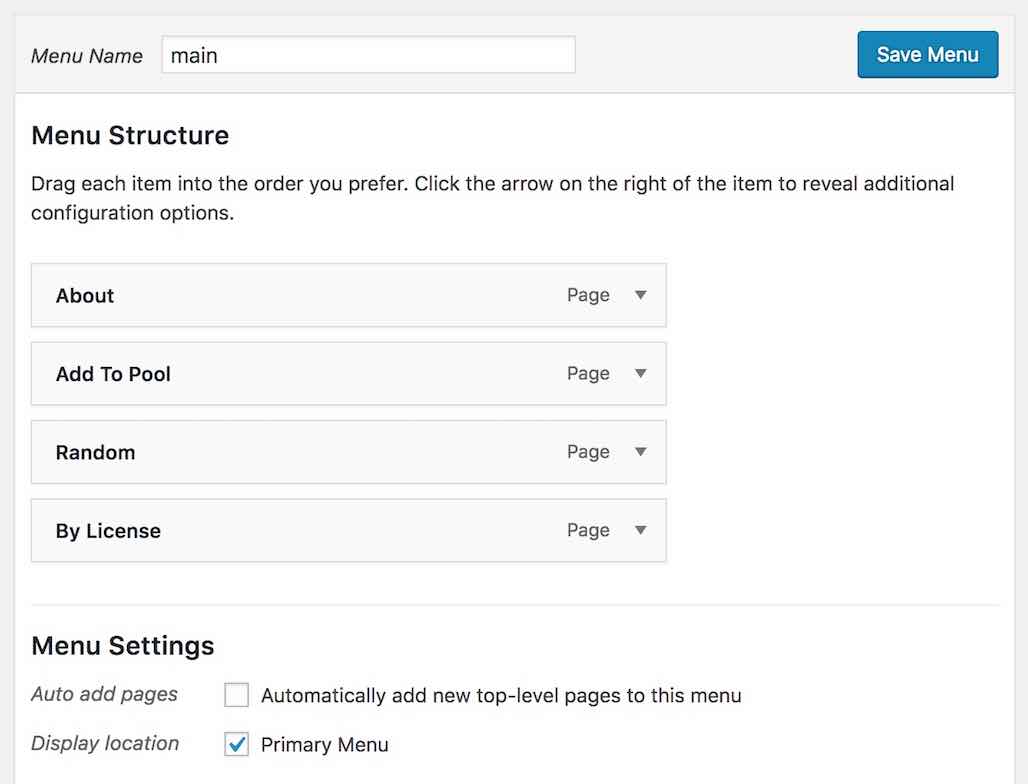 Menu Name main Save Menu
Menu Structure
Drag each item into the order you prefer. Click the arrow on the right of the item to reveal additional
configuration options.
About Page
Add To Pool Page
Random Page
By License Page
Menu Settings
Auto add pages Automatically add new top-level pages to this menu
Display location Primary Menu